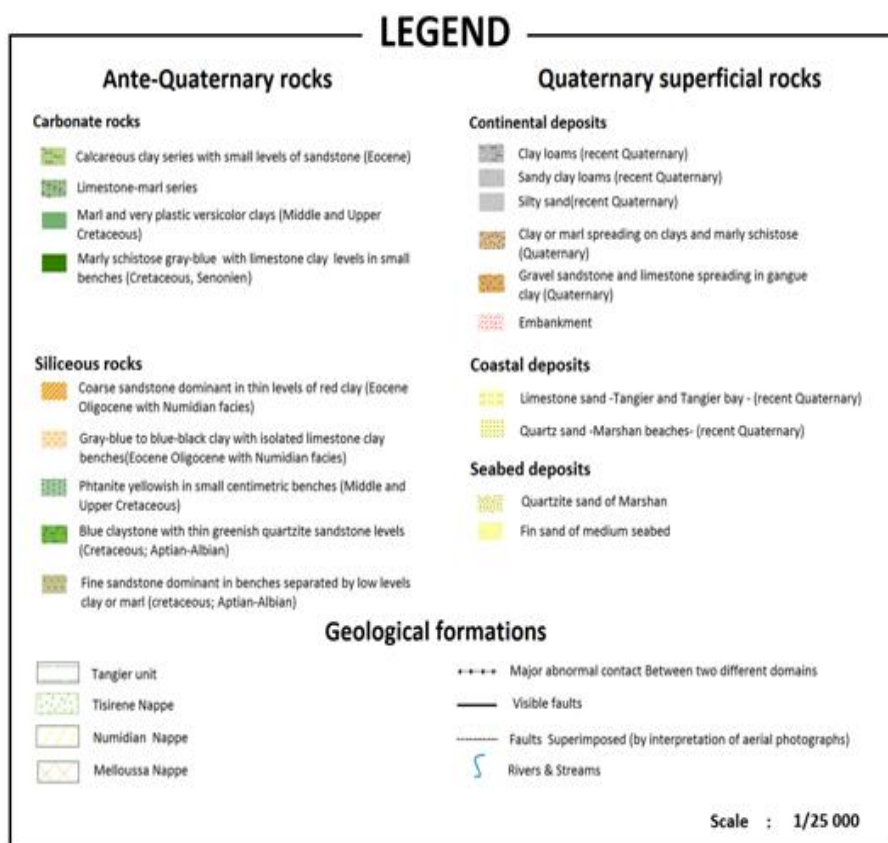 LEGEND
Ante-Quaternary rocks
Carbonate rocks
Calcareous clay series with small levels of sandstone (Eocene)
Limestone-marl series
Marl and very plastic versicolor clays (Middle and Upper
Cretaceous)
Marly schistose gray-blue with limestone clay levels in small
benches (Cretaceous, Senonien)
Siliceous rocks
Coarse sandstone dominant in thin levels of red clay (Eocene
Oligocene with Numidian facies)
Gray-blue to blue-black clay with isolated limestone clay
benches(Eocene Oligocene with Numidian facies)
Phtanite yellowish in small centimetric benches (Middle and
Upper Cretaceous)
Blue claystone with thin greenish quartzite sandstone levels
(Cretaceous; Aptian-Albian)
Fine sandstone dominant in benches separated by low levels
clay or marl (cretaceous; Aptian-Albian)
Quaternary superficial rocks
Continental deposits
Clay loams (recent Quaternary)
Sandy clay loams (recent Quaternary)
Silty sand(recent Quaternary)
Clay or marl spreading on clays and marly schistose
(Quaternary)
Gravel sandstone and limestone spreading in gangue
clay (Quaternary)
Embankment
Coastal deposits
Limestone sand -Tangier and Tangier bay - (recent Quaternary)
Quartz sand -Marshan beaches- (recent Quaternary)
Seabed deposits
Quartzite sand of Marshan
Fin sand of medium seabed
Geological formations
Tangier unit
Tisirene Nappe
Numidian Nappe
Melloussa Nappe
Major abnormal contact Between two different domains
Visible faults
Faults Superimposed (by interpretation of aerial photographs)
Rivers & Streams
Scale : 1/25 000